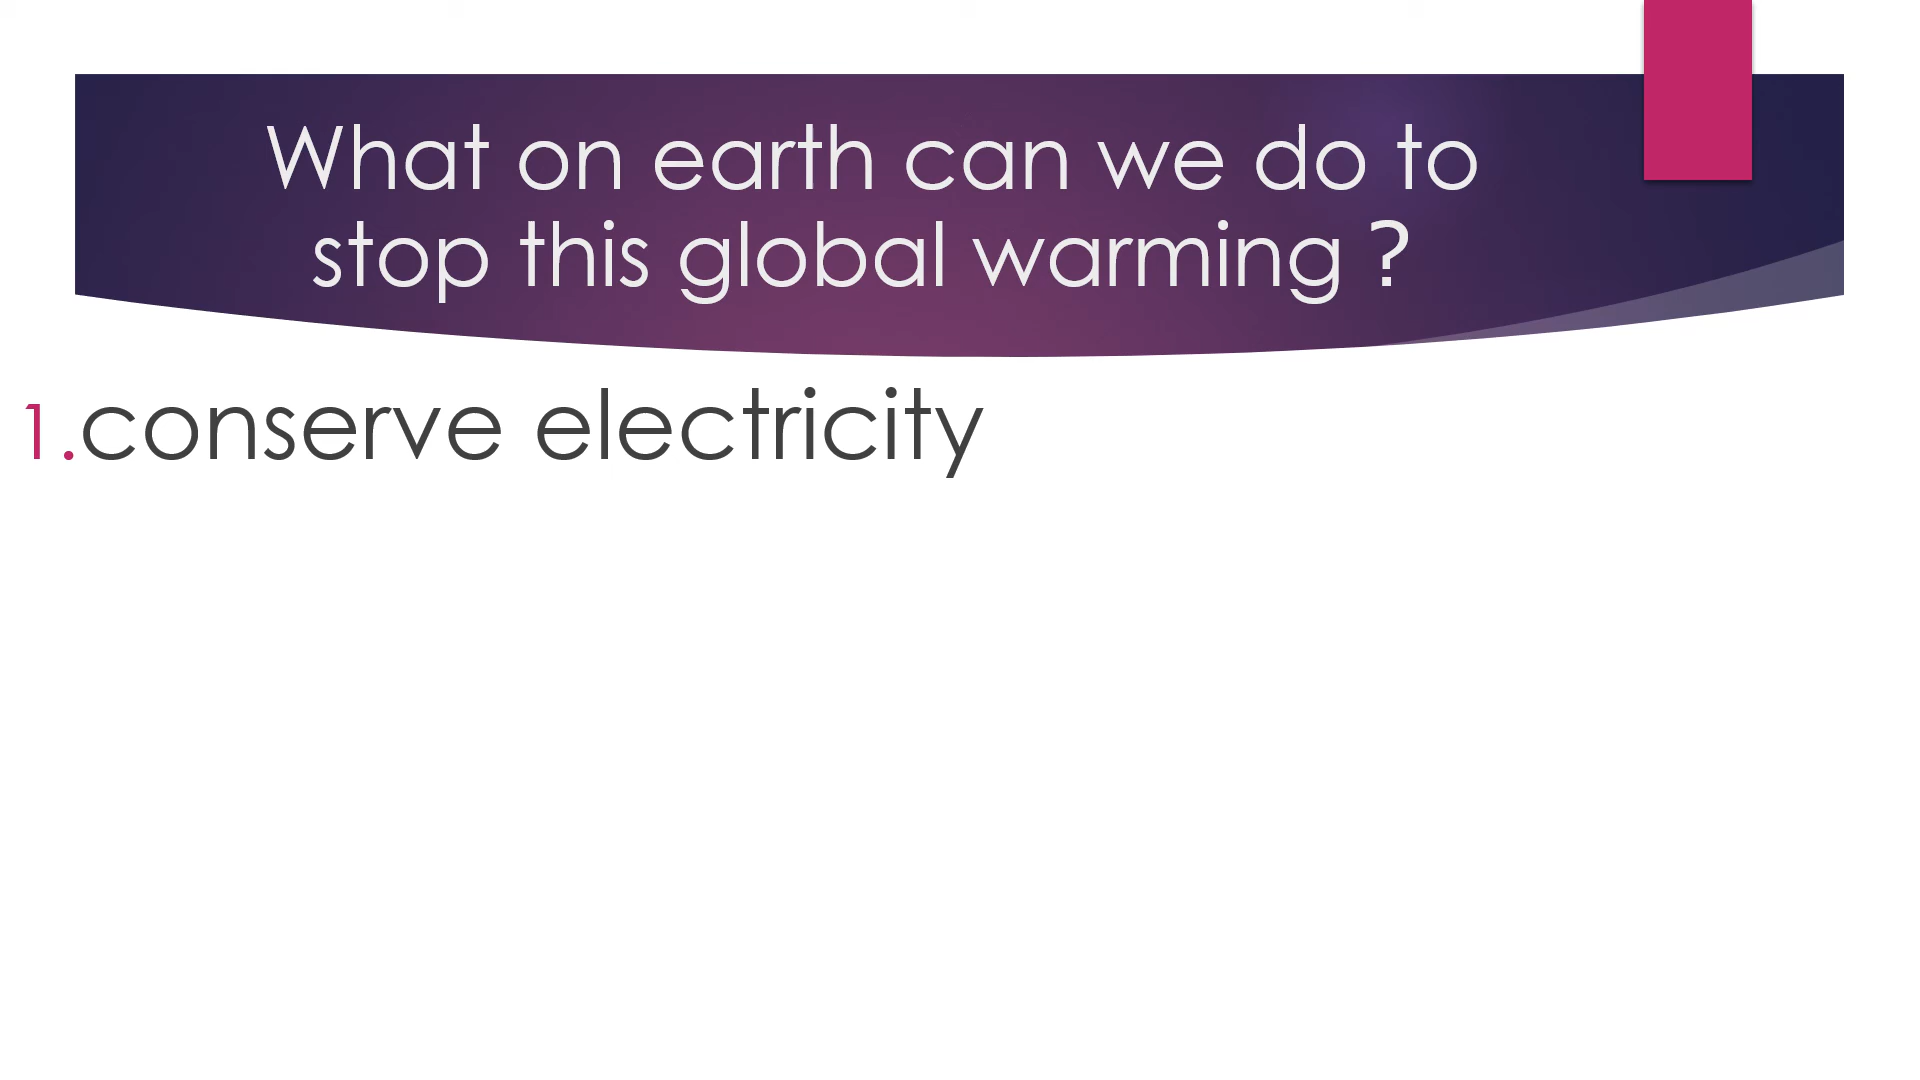 What on earth can we do to
stop this global warming ?
1.conserve electricity